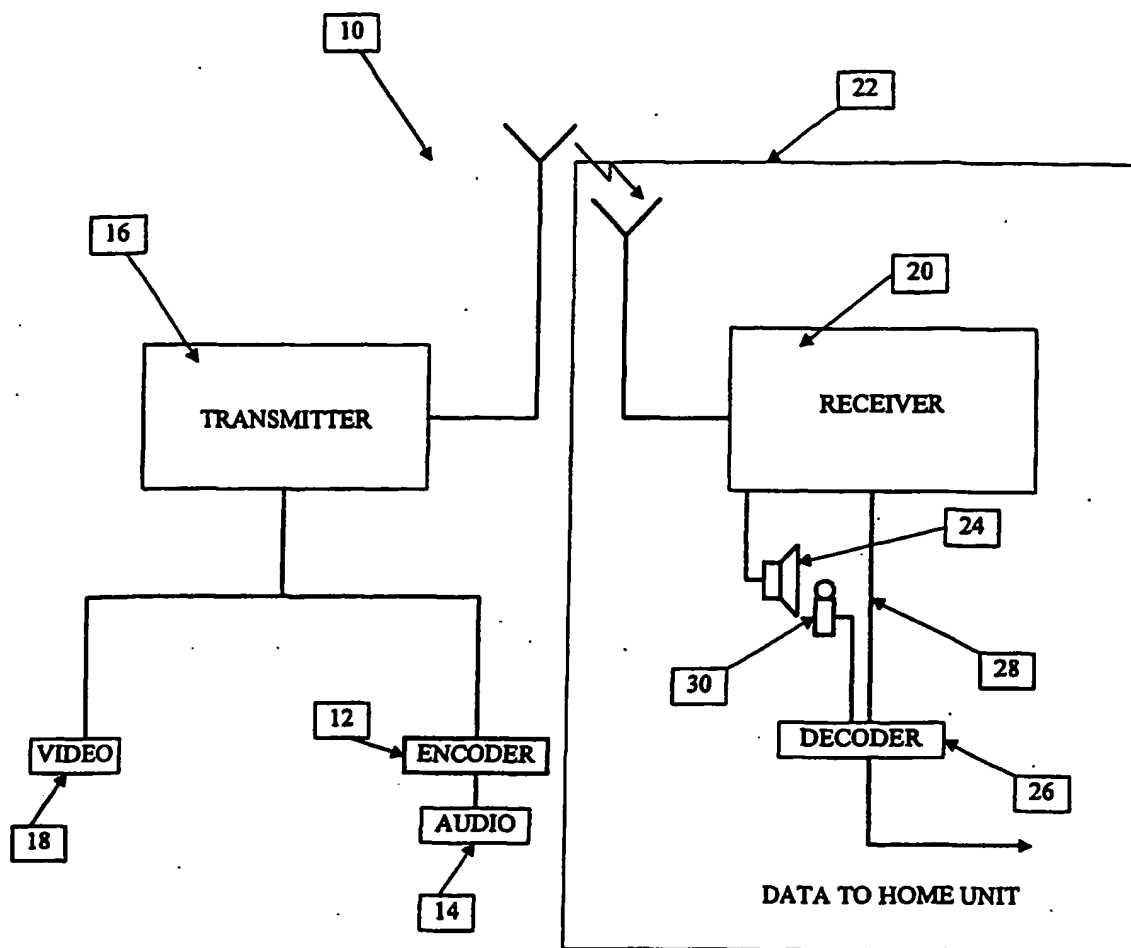 10
22
16
20
TRANSMITTER
RECEIVER
24
30
28
12
VIDEO
ENCODER
DECODER
26
18
AUDIO
14
DATA TO HOME UNIT